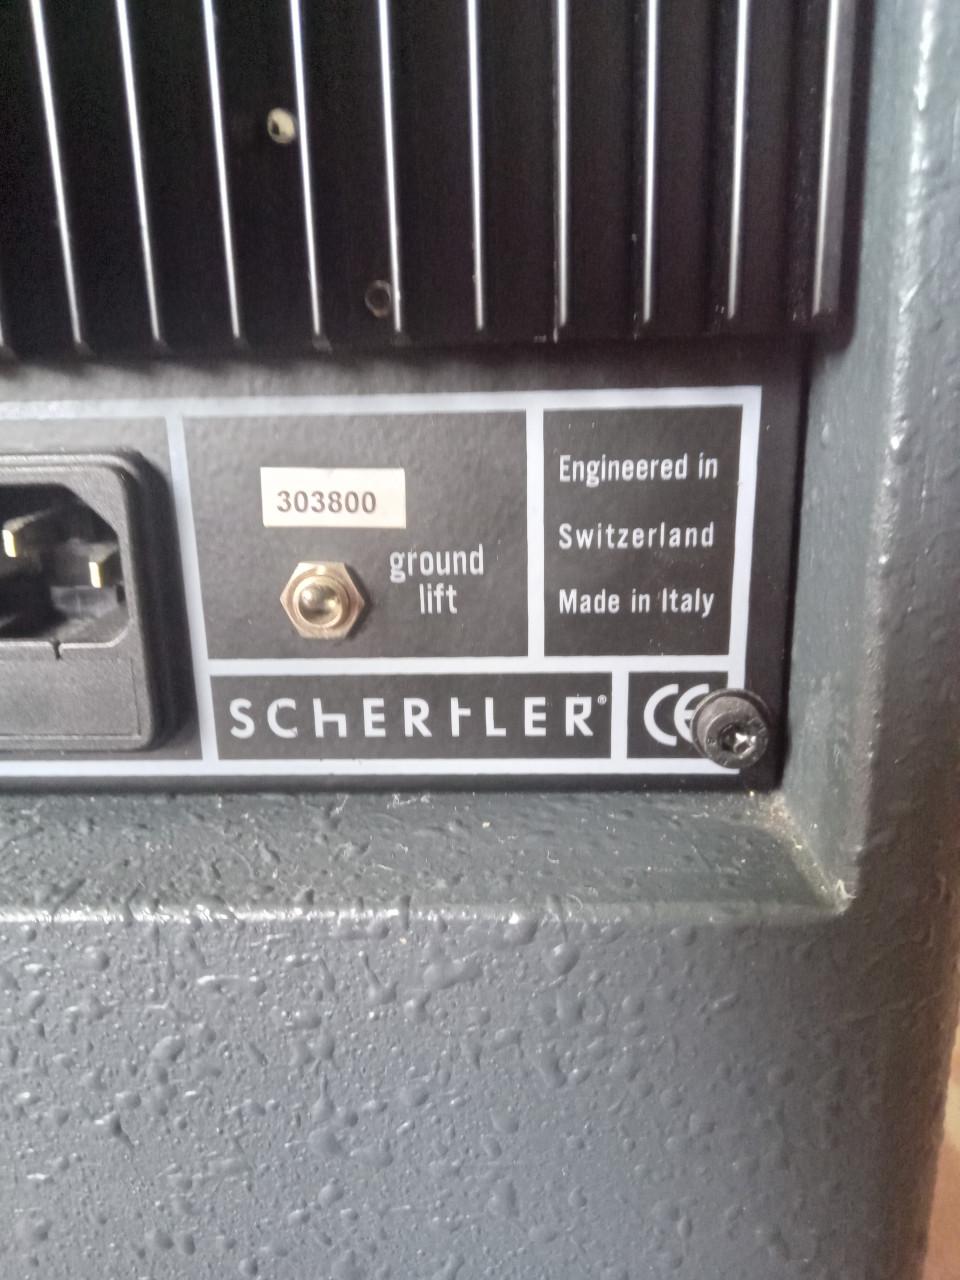 303800
ground
lift
Engineered in
Switzerland
Made in Italy
SCHERTLER®
CE